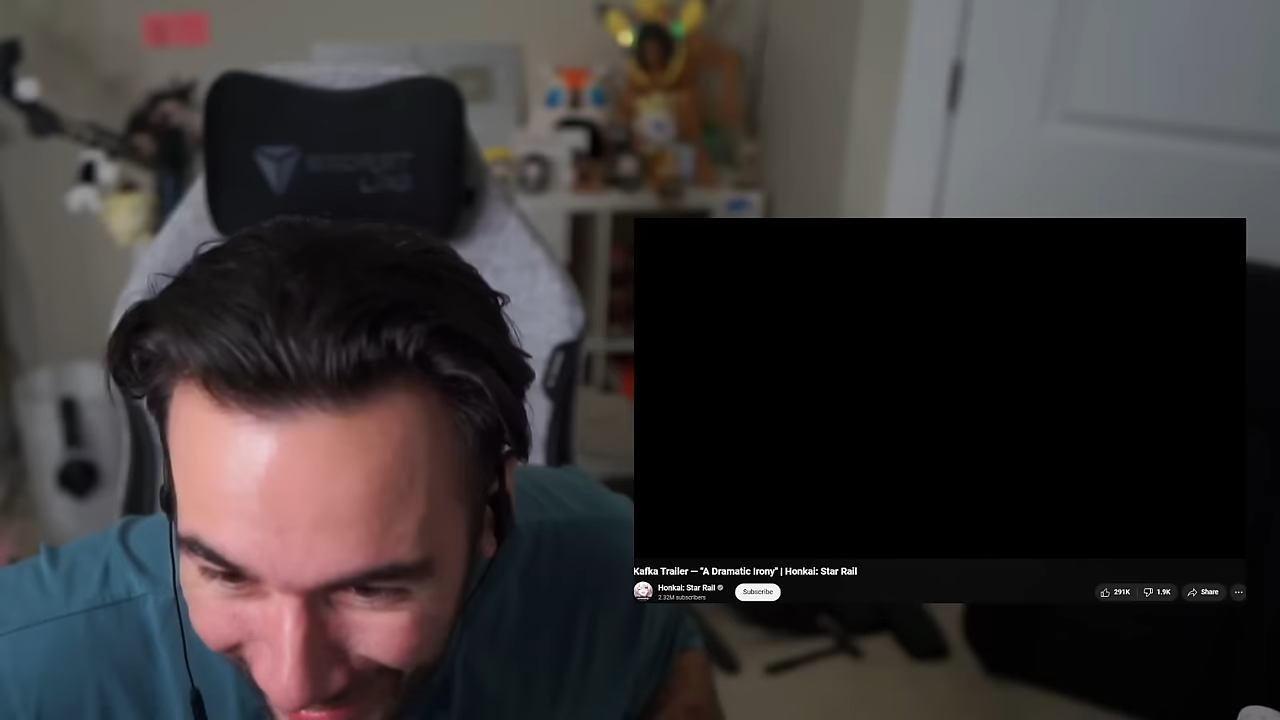 Kafka Trailer — "A Dramatic Irony" | Honkai: Star Rail
Honkai: Star Rail
2.32M subscribers
Subscribe
291K
1.9K
Share